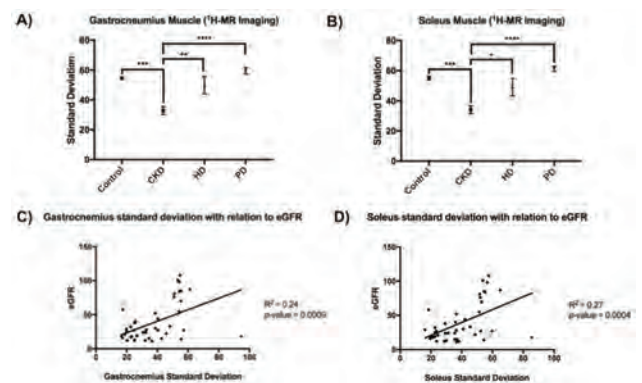 A)
Gastrocnsumius Muscle (¹H-MR Imaging)
Standard Deviation
80
60
40
20
0
***
**
****
Control
CKD
HD
PD
B)
Soleus Muscle (¹H-MR Imaging)
Standard Deviation
80
60
40
20
0
***
*
****
Control
CKD
HD
PD
C)
Gastrocnemius standard deviation with relation to eGFR
eGFR
150
100
50
0
0
20
40
60
80
100
Gastrocnemius Standard Deviation
R² = 0.24
p-value = 0.0009
D)
Soleus standard deviation with relation to eGFR
eGFR
150
100
50
0
0
20
40
60
80
100
Soleus Standard Deviation
R² = 0.27
p-value = 0.0004